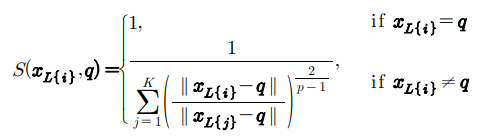 S(x_{L{i}}, q) = { 1, if x_{L{i}} = q
1 / ∑_{j=1}^{K} ( ‖ x_{L{i}} − q ‖ / ‖ x_{L{j}} − q ‖ )^{2/(p−1)}, if x_{L{i}} ≠ q